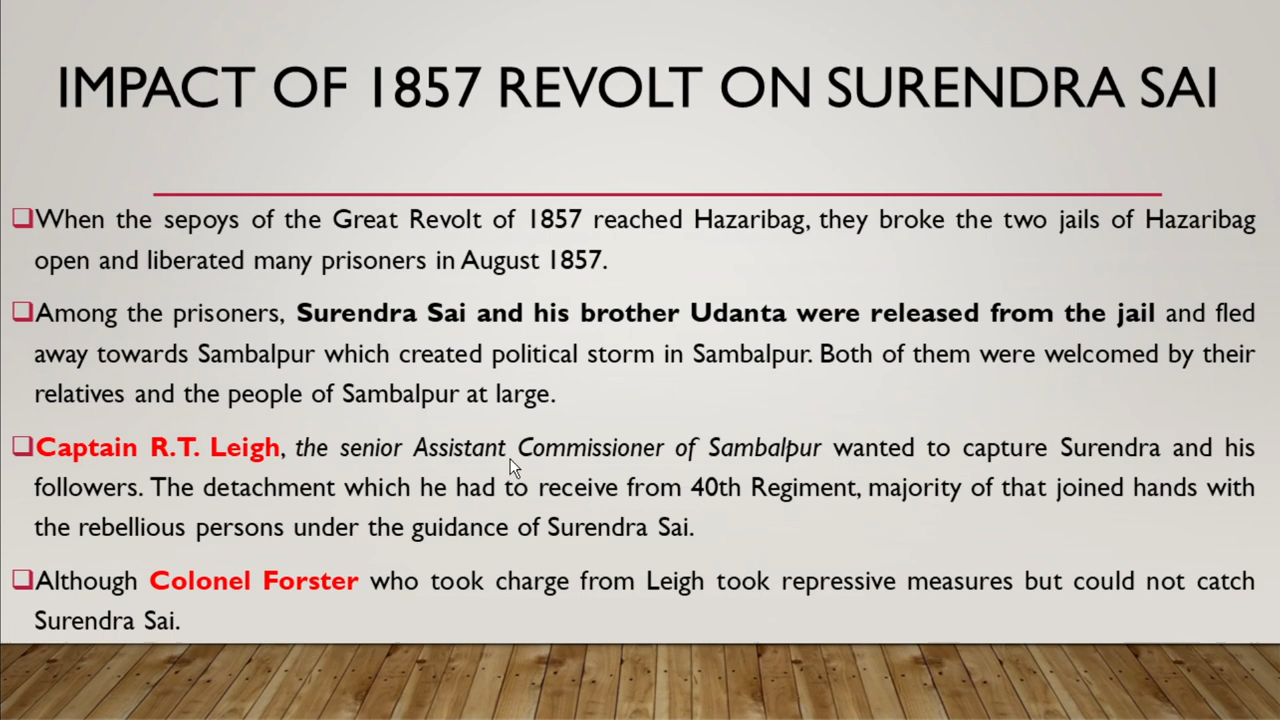 IMPACT OF 1857 REVOLT ON SURENDRA SAI
When the sepoys of the Great Revolt of 1857 reached Hazaribag, they broke the two jails of Hazaribag
open and liberated many prisoners in August 1857.
Among the prisoners, Surendra Sai and his brother Udanta were released from the jail and fled
away towards Sambalpur which created political storm in Sambalpur. Both of them were welcomed by their
relatives and the people of Sambalpur at large.
Captain R.T. Leigh, the senior Assistant Commissioner of Sambalpur wanted to capture Surendra and his
followers. The detachment which he had to receive from 40th Regiment, majority of that joined hands with
the rebellious persons under the guidance of Surendra Sai.
Although Colonel Forster who took charge from Leigh took repressive measures but could not catch
Surendra Sai.